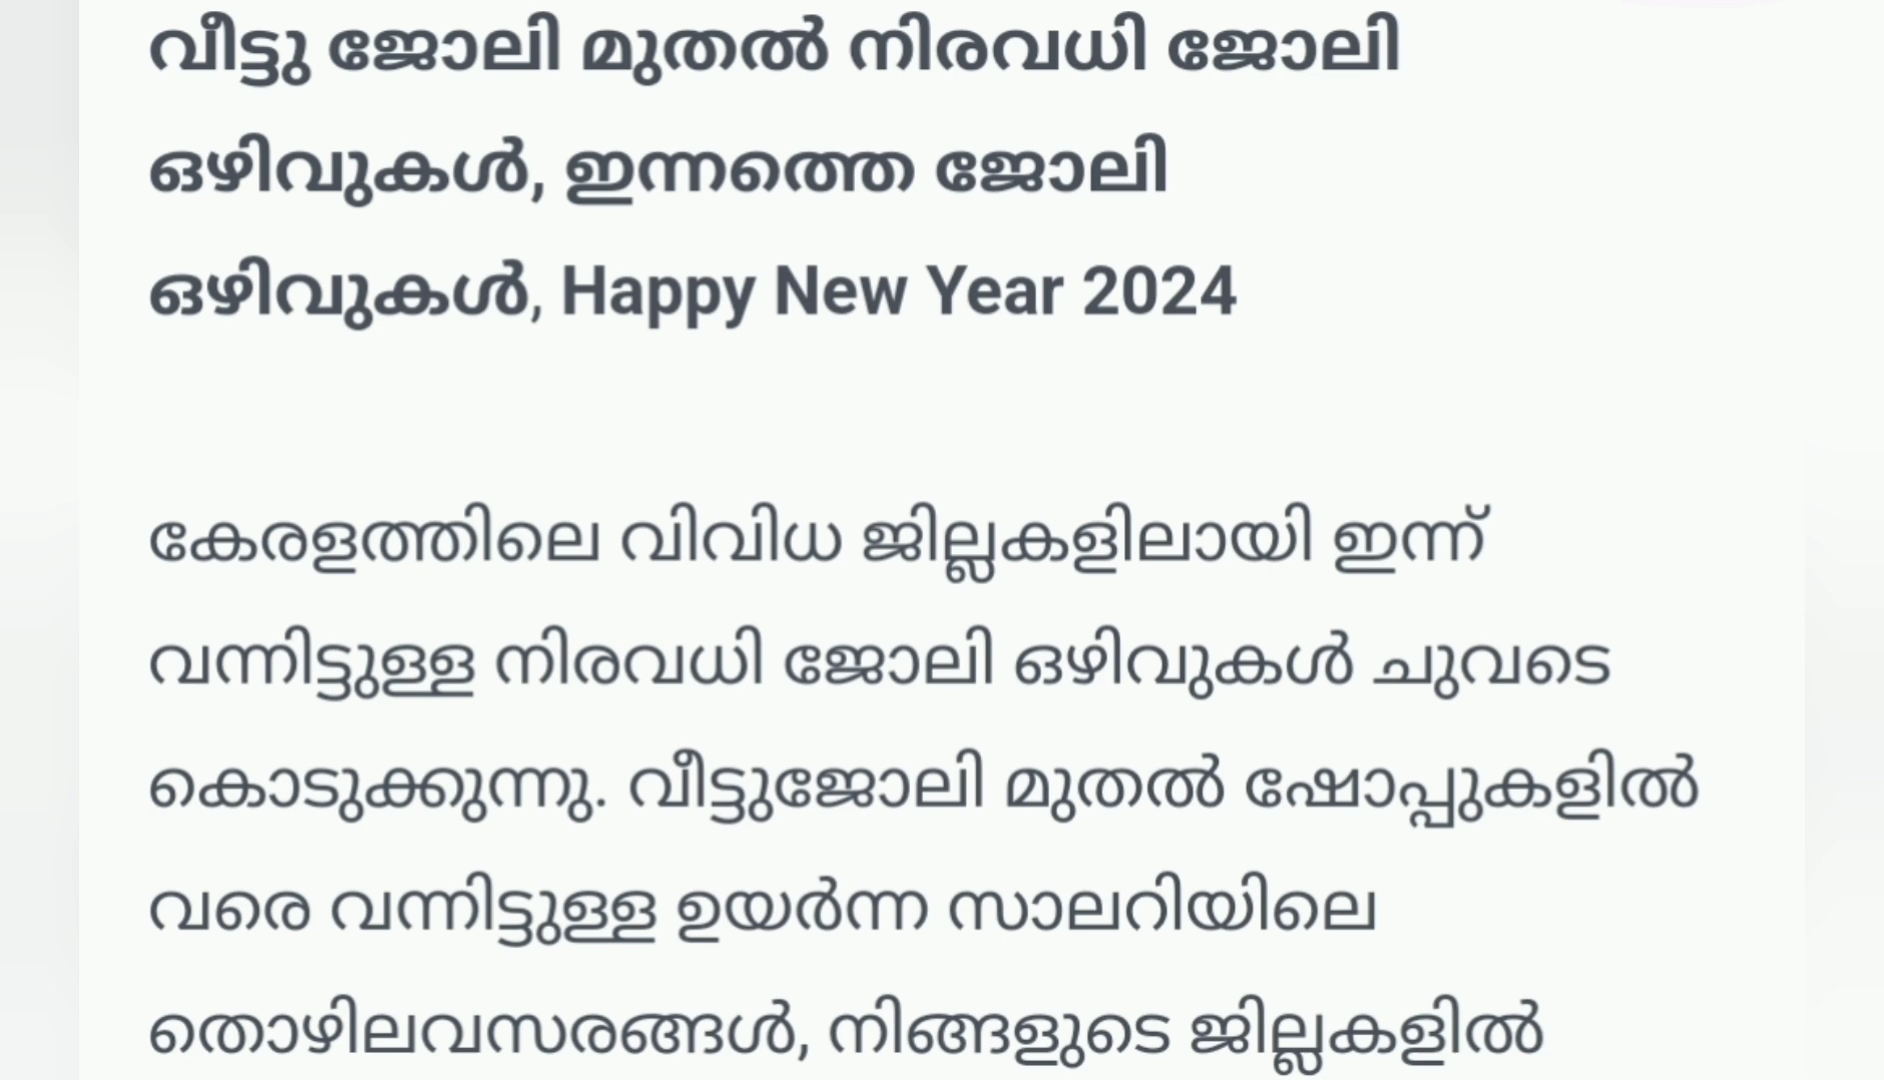 വീട്ടു ജോലി മുതൽ നിരവധി ജോലി
ഒഴിവുകൾ, ഇന്നത്തെ ജോലി
ഒഴിവുകൾ, Happy New Year 2024
കേരളത്തിലെ വിവിധ ജില്ലകളിലായി ഇന്ന്
വന്നിട്ടുള്ള നിരവധി ജോലി ഒഴിവുകൾ ചുവടെ
കൊടുക്കുന്നു. വീട്ടുജോലി മുതൽ ഷോപ്പുകളിൽ
വരെ വന്നിട്ടുള്ള ഉയർന്ന സാലറിയിലെ
തൊഴിലവസരങ്ങൾ, നിങ്ങളുടെ ജില്ലകളിൽ